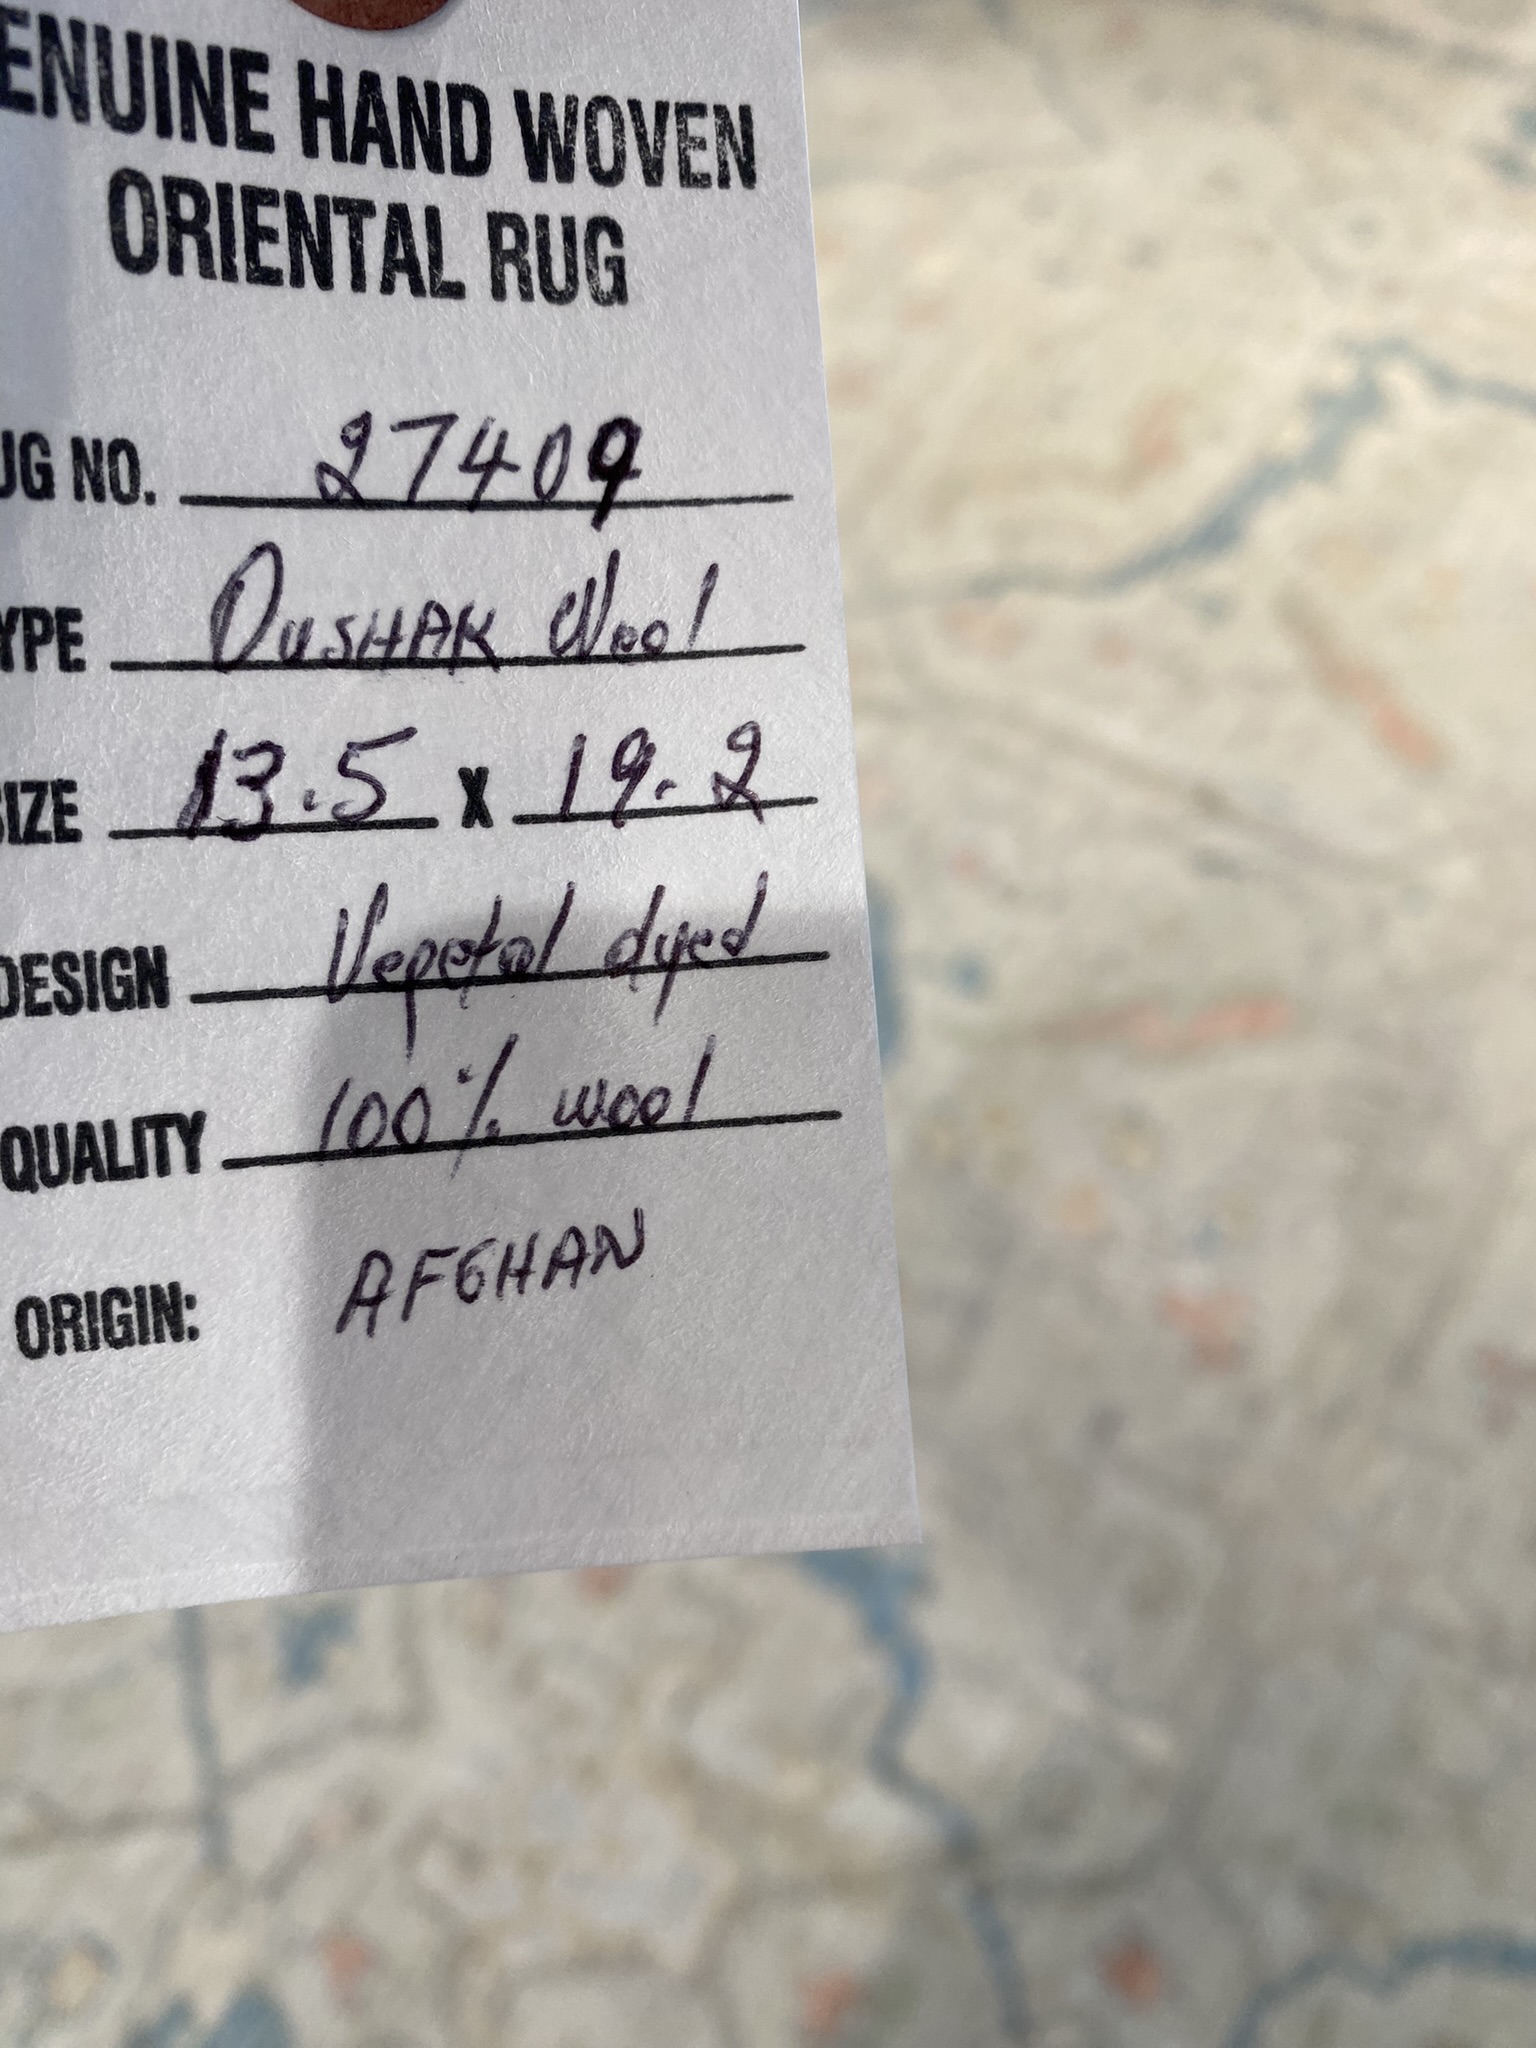 ENUINE HAND WOVEN
ORIENTAL RUG
UG NO. 27409
YPE OUSHAK Wool
SIZE 13.5 X 19.2
DESIGN Vegetal dyed
QUALITY 100% wool
ORIGIN: AFGHAN